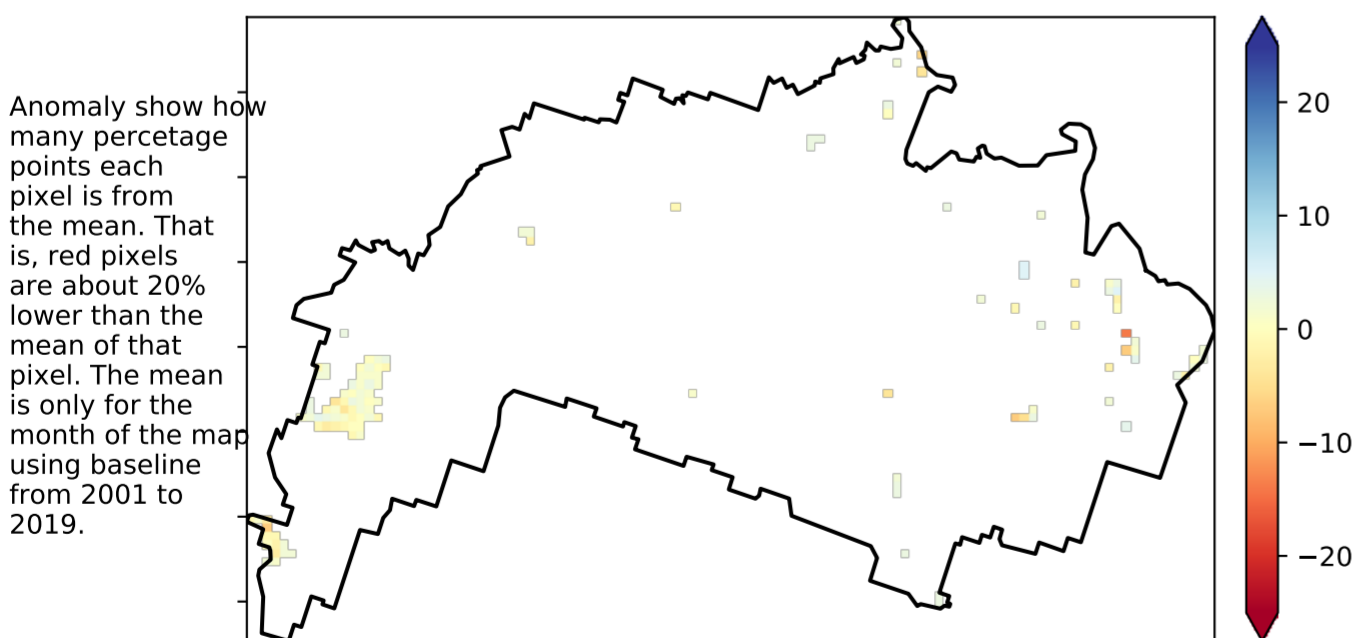 Anomaly show how
many percetage
points each
pixel is from
the mean. That
is, red pixels
are about 20%
lower than the
mean of that
pixel. The mean
is only for the
month of the map
using baseline
from 2001 to
2019.
20
10
0
−10
−20